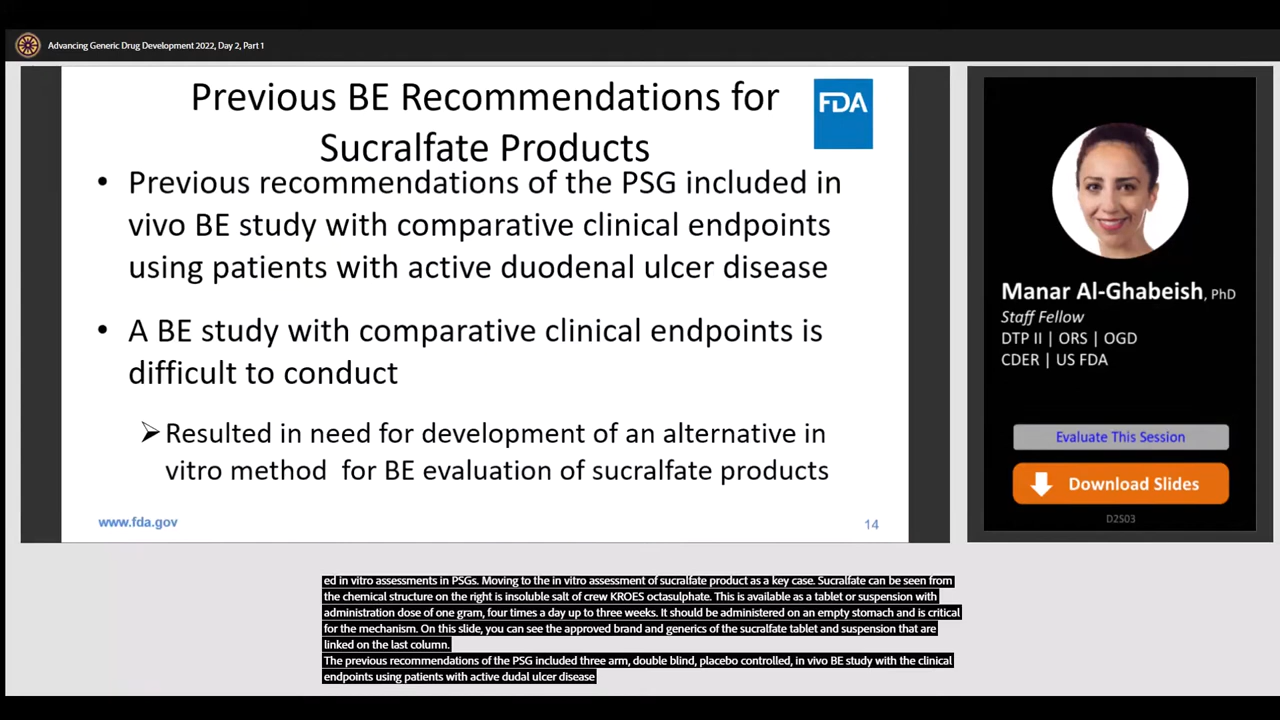 Advancing Generic Drug Development 2022, Day 2, Part 1
Previous BE Recommendations for
Sucralfate Products
FDA
• Previous recommendations of the PSG included in
vivo BE study with comparative clinical endpoints
using patients with active duodenal ulcer disease
• A BE study with comparative clinical endpoints is
difficult to conduct
➢ Resulted in need for development of an alternative in
vitro method for BE evaluation of sucralfate products
www.fda.gov
14
Manar Al-Ghabeish, PhD
Staff Fellow
DTP II | ORS | OGD
CDER | US FDA
Evaluate This Session
Download Slides
D2S03
ed in vitro assessments in PSGs. Moving to the in vitro assessment of sucralfate product as a key case. Sucralfate can be seen from
the chemical structure on the right is insoluble salt of crew KROES octasulphate. This is available as a tablet or suspension with
administration dose of one gram, four times a day up to three weeks. It should be administered on an empty stomach and is critical
for the mechanism. On this slide, you can see the approved brand and generics of the sucralfate tablet and suspension that are
linked on the last column.
The previous recommendations of the PSG included three arm, double blind, placebo controlled, in vivo BE study with the clinical
endpoints using patients with active dudal ulcer disease